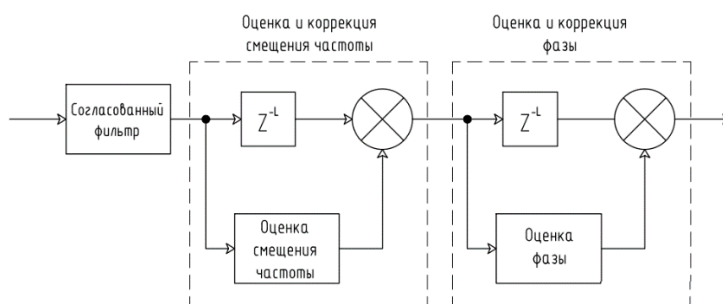 Оценка и коррекция
смещения частоты
Оценка и коррекция
фазы
Согласованный
фильтр
Z⁻ᴸ
Z⁻ᴸ
Оценка
смещения
частоты
Оценка
фазы